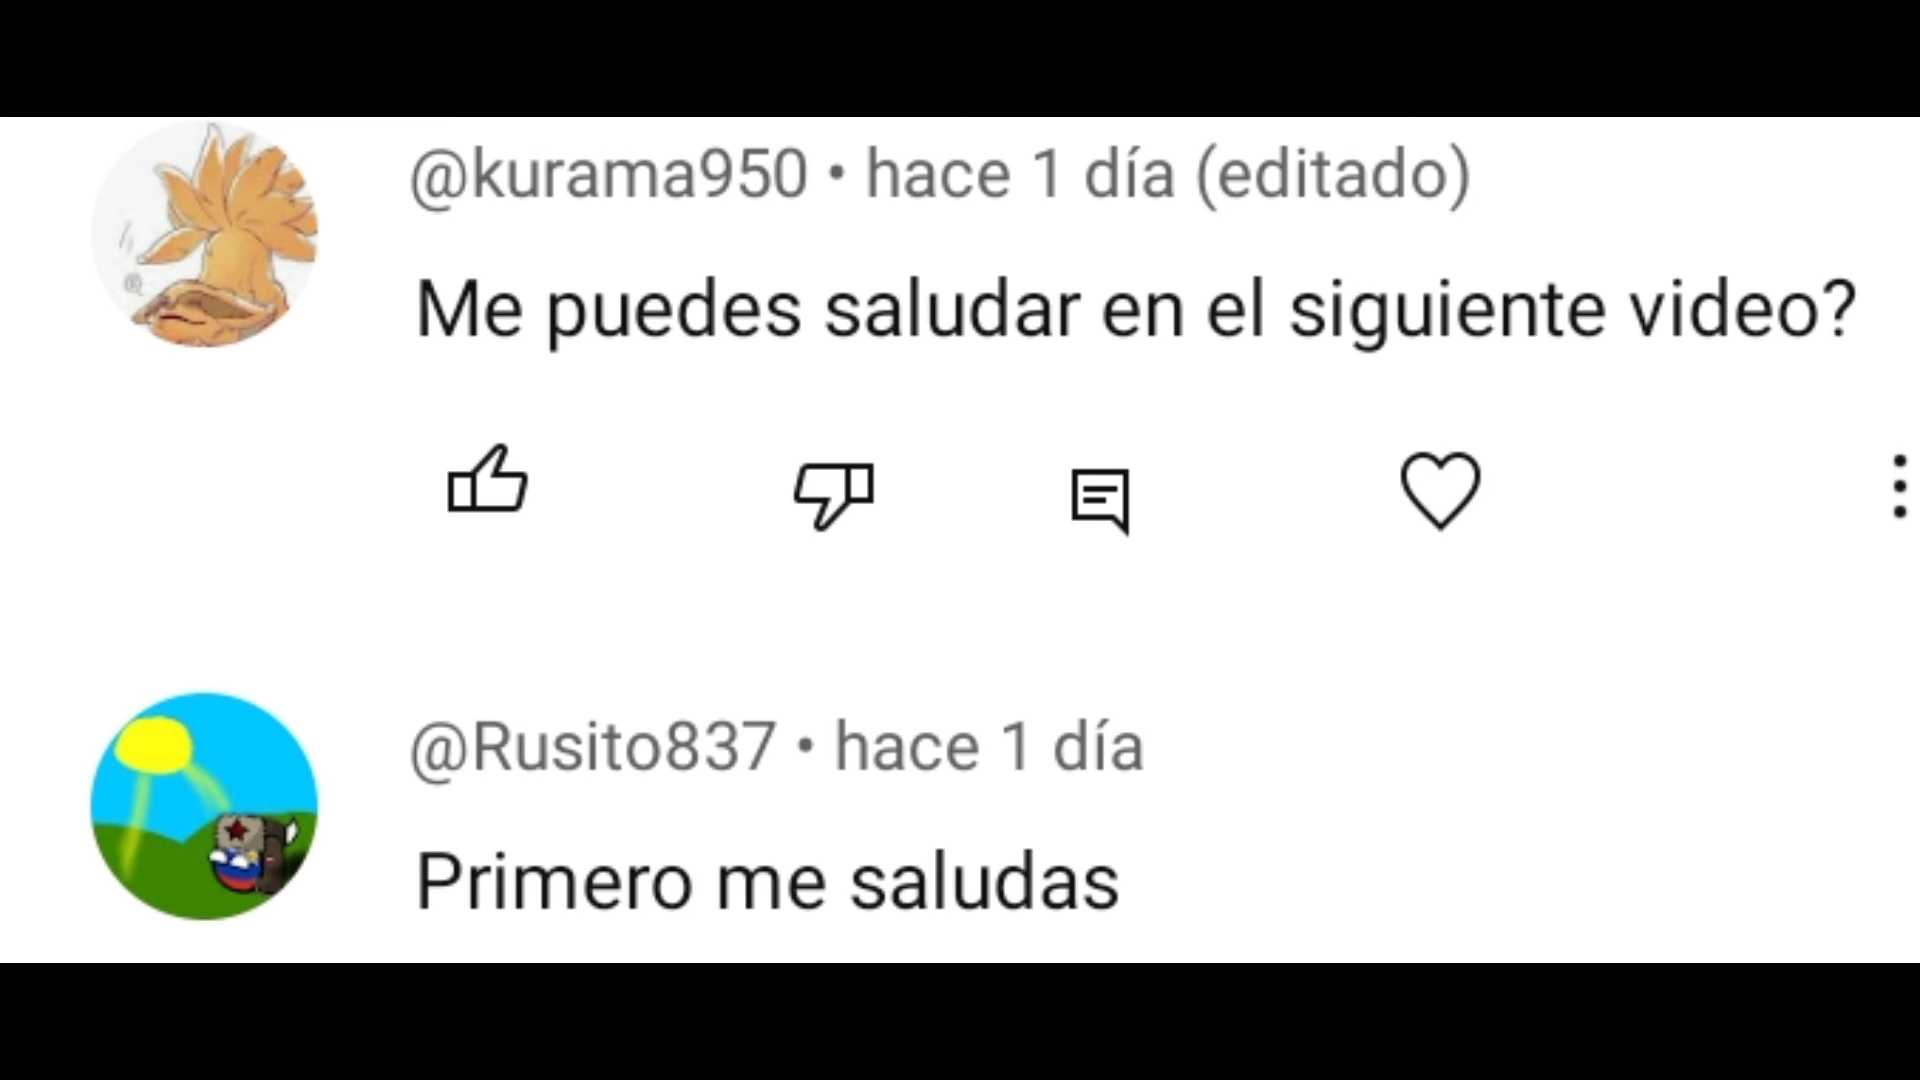 @kurama950 • hace 1 día (editado)
Me puedes saludar en el siguiente video?
@Rusito837 • hace 1 día
Primero me saludas